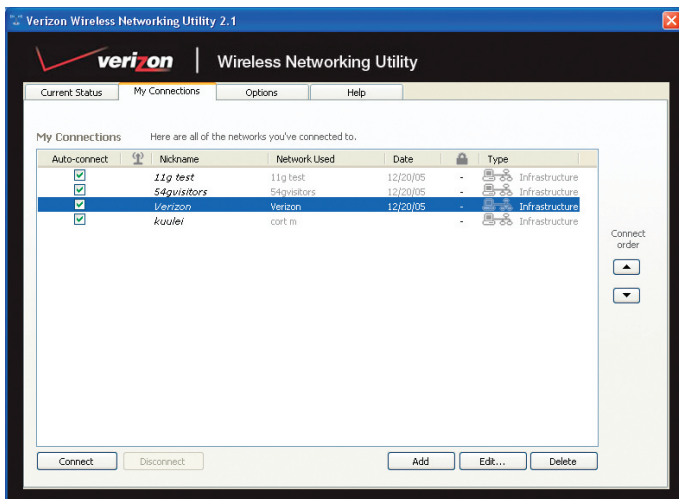 Verizon Wireless Networking Utility 2.1
verizon | Wireless Networking Utility
Current Status My Connections Options Help
My Connections Here are all of the networks you've connected to.
Auto-connect Nickname Network Used Date Type
11g test 11g test 12/20/05 - Infrastructure
54gvisitors 54gvisitors 12/20/05 - Infrastructure
Verizon Verizon 12/20/05 - Infrastructure
kuulei cort m - Infrastructure
Connect
order
Connect Disconnect Add Edit... Delete